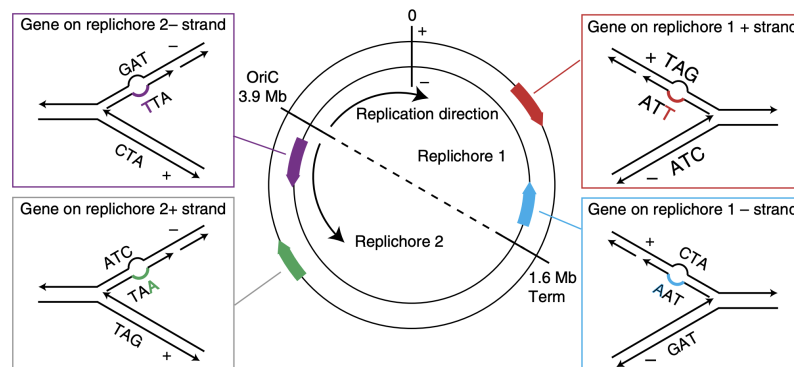 Gene on replichore 2– strand
–
GAT
TTA
CTA
+
0
+
–
OriC
3.9 Mb
Replication direction
Replichore 1
Replichore 2
1.6 Mb
Term
Gene on replichore 1 + strand
+ TAG
ATT
– ATC
Gene on replichore 2+ strand
–
ATC
TAA
TAG
+
Gene on replichore 1 – strand
+
CTA
AAT
– GAT